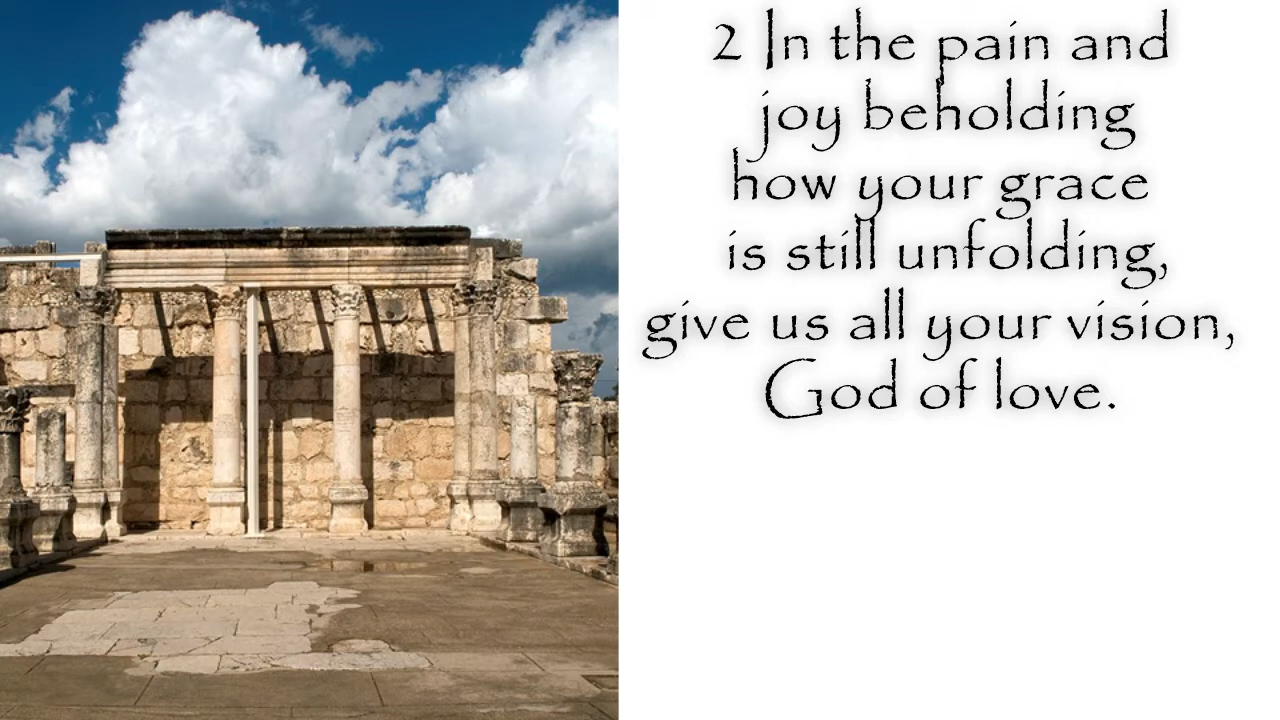 2 In the pain and
joy beholding
how your grace
is still unfolding,
give us all your vision,
God of love.